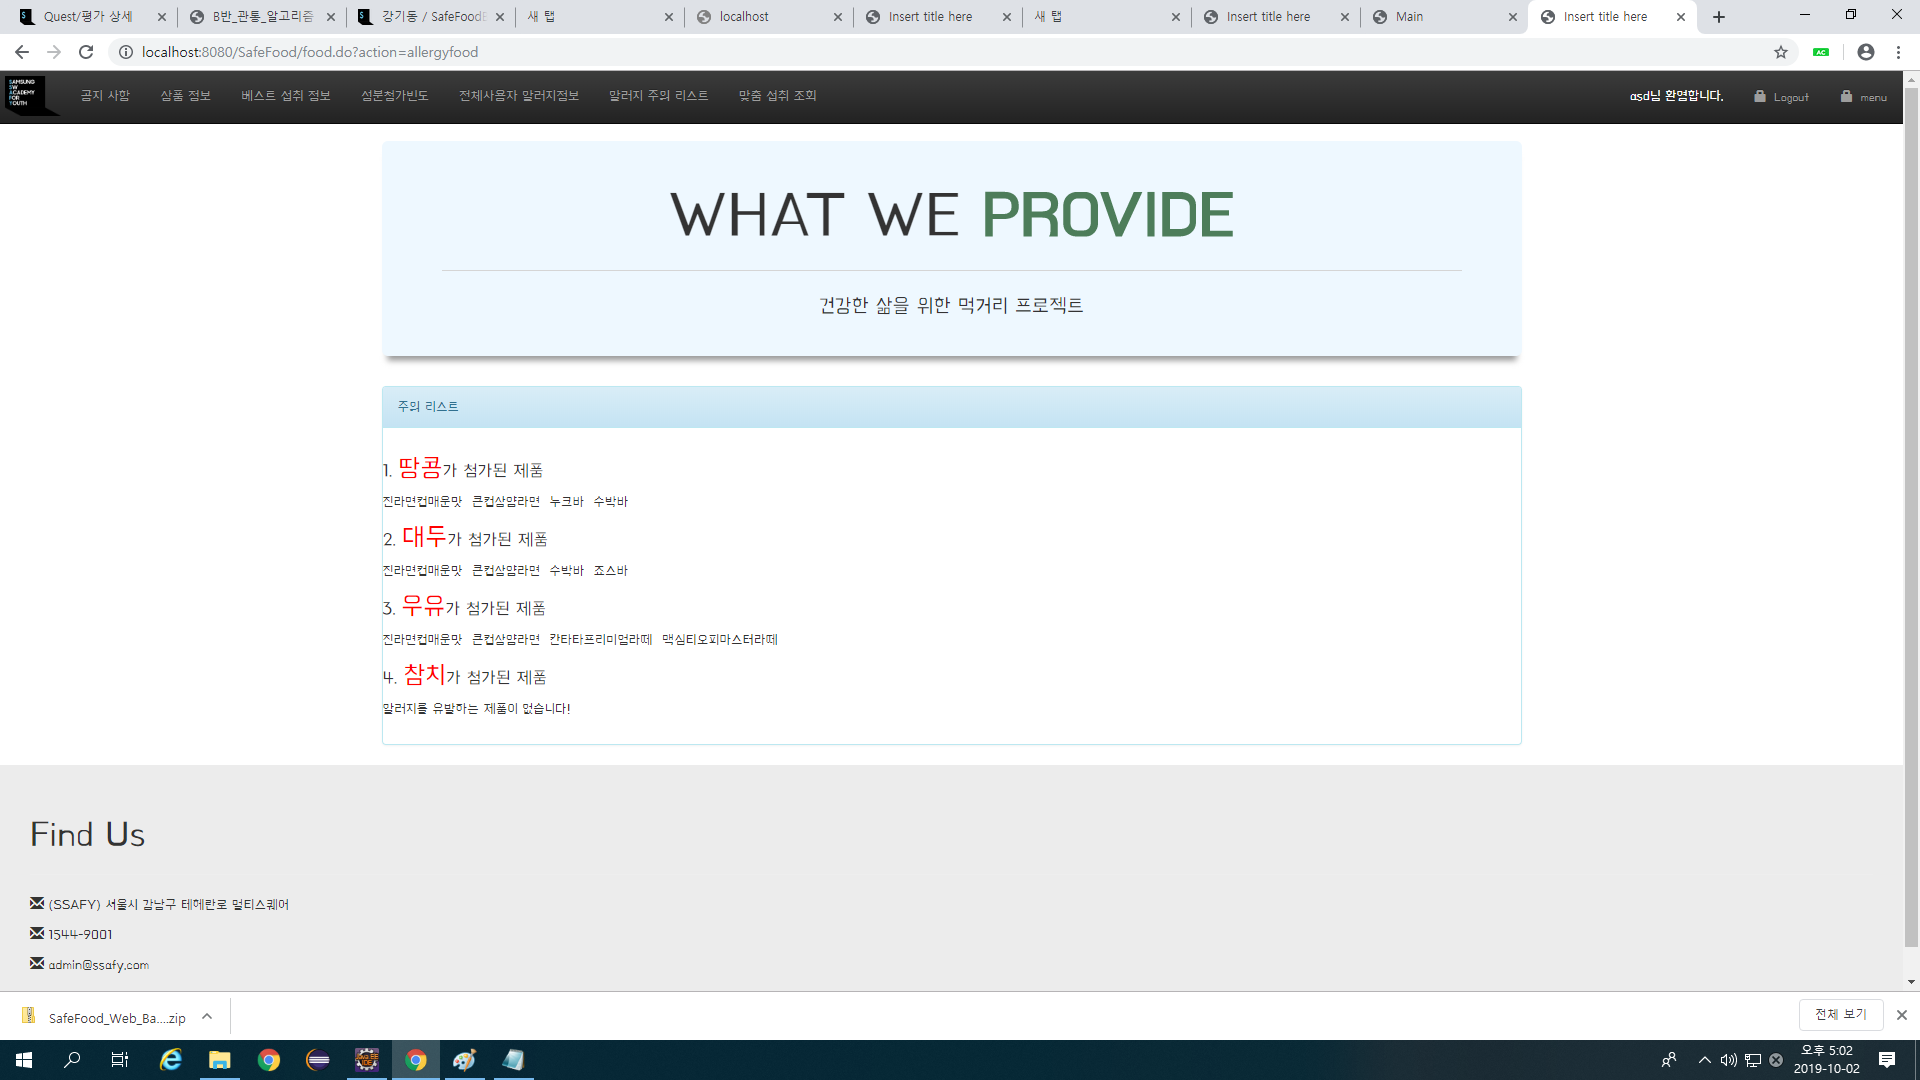 Quest/평가 상세
B반_관통_알고리즘
강기동 / SafeFoodE
새 탭
localhost
Insert title here
새 탭
Insert title here
Main
Insert title here
localhost:8080/SafeFood/food.do?action=allergyfood
AC
SAMSUNG
SW
ACADEMY
FOR
YOUTH
공지 사항
상품 정보
베스트 섭취 정보
성분첨가빈도
전체사용자 알러지정보
알러지 주의 리스트
맞춤 섭취 조회
asd님 환영합니다.
Logout
menu
WHAT WE PROVIDE
건강한 삶을 위한 먹거리 프로젝트
주의 리스트
1. 땅콩가 첨가된 제품
진라면컵매운맛 큰컵삼양라면 누크바 수박바
2. 대두가 첨가된 제품
진라면컵매운맛 큰컵삼양라면 수박바 죠스바
3. 우유가 첨가된 제품
진라면컵매운맛 큰컵삼양라면 칸타타프리미엄라떼 맥심티오피마스터라떼
4. 참치가 첨가된 제품
알러지를 유발하는 제품이 없습니다!
Find Us
(SSAFY) 서울시 강남구 테헤란로 멀티스퀘어
1544-9001
admin@ssafy.com
SafeFood_Web_Ba....zip
전체 보기
오후 5:02
2019-10-02